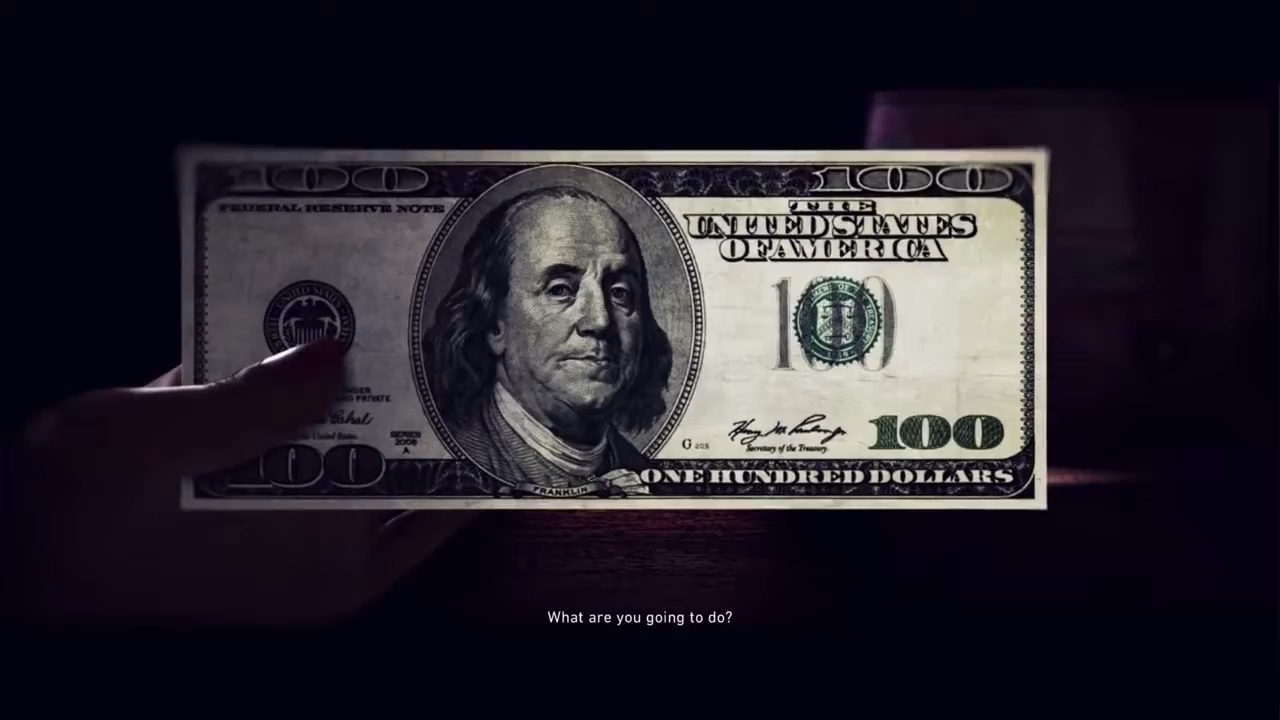 100 100
FEDERAL RESERVE NOTE
THE
UNITED STATES
OF AMERICA
100
SERIES
2006
A
G
Secretary of the Treasury.
100
100
FRANKLIN
ONE HUNDRED DOLLARS
What are you going to do?